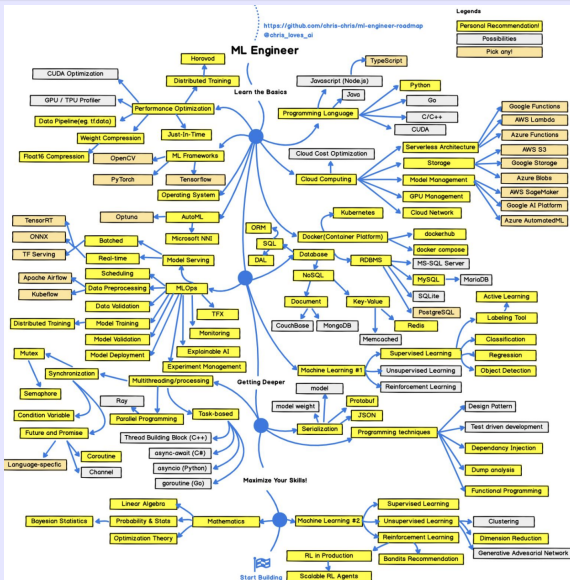 https://github.com/chris-chris/ml-engineer-roadmap
@chris_loves_ai
Legends
Personal Recommendation!
Possibilities
Pick any!
ML Engineer
Learn the Basics
Horovod
CUDA Optimization
Distributed Training
GPU / TPU Profiler
Performance Optimization
Data Pipeline(eg. tf.data)
Weight Compression
Just-In-Time
Float16 Compression
OpenCV
ML Frameworks
PyTorch
Tensorflow
Operating System
TypeScript
Javascript (Node.js)
Java
Python
Programming Language
Go
C/C++
CUDA
Cloud Cost Optimization
Cloud Computing
Serverless Architecture
Storage
Model Management
GPU Management
Cloud Network
Google Functions
AWS Lambda
Azure Functions
AWS S3
Google Storage
Azure Blobs
AWS SageMaker
Google AI Platform
Azure AutomatedML
Optuna
AutoML
Microsoft NNI
TensorRT
ONNX
TF Serving
Batched
Real-time
Model Serving
Apache Airflow
Kubeflow
Scheduling
Data Preprocessing
MLOps
Data Validation
Distributed Training
Model Training
Model Validation
Model Deployment
TFX
Monitoring
Explainable AI
Experiment Management
ORM
SQL
DAL
Kubernetes
Docker(Container Platform)
dockerhub
docker compose
Database
RDBMS
MS-SQL Server
MySQL
MariaDB
SQLite
PostgreSQL
NoSQL
Document
Key-Value
CouchBase
MongoDB
Redis
Memcached
Active Learning
Labeling Tool
Supervised Learning
Classification
Regression
Object Detection
Machine Learning #1
Unsupervised Learning
Reinforcement Learning
Getting Deeper
Mutex
Synchronization
Semaphore
Condition Variable
Future and Promise
Language-specfic
Coroutine
Channel
Multithreading/processing
Ray
Parallel Programming
Task-based
Thread Building Block (C++)
async-await (C#)
asyncio (Python)
goroutine (Go)
model
model weight
Protobuf
JSON
Serialization
Programming techniques
Design Pattern
Test driven development
Dependancy Injection
Dump analysis
Functional Programming
Maximize Your Skills!
Linear Algebra
Bayesian Statistics
Probability & Stats
Mathematics
Optimization Theory
Machine Learning #2
Supervised Learning
Unsupervised Learning
Clustering
Reinforcement Learning
Dimension Reduction
Generative Advesarial Network
RL in Production
Bandits Recommendation
Scalable RL Agents
Start Building